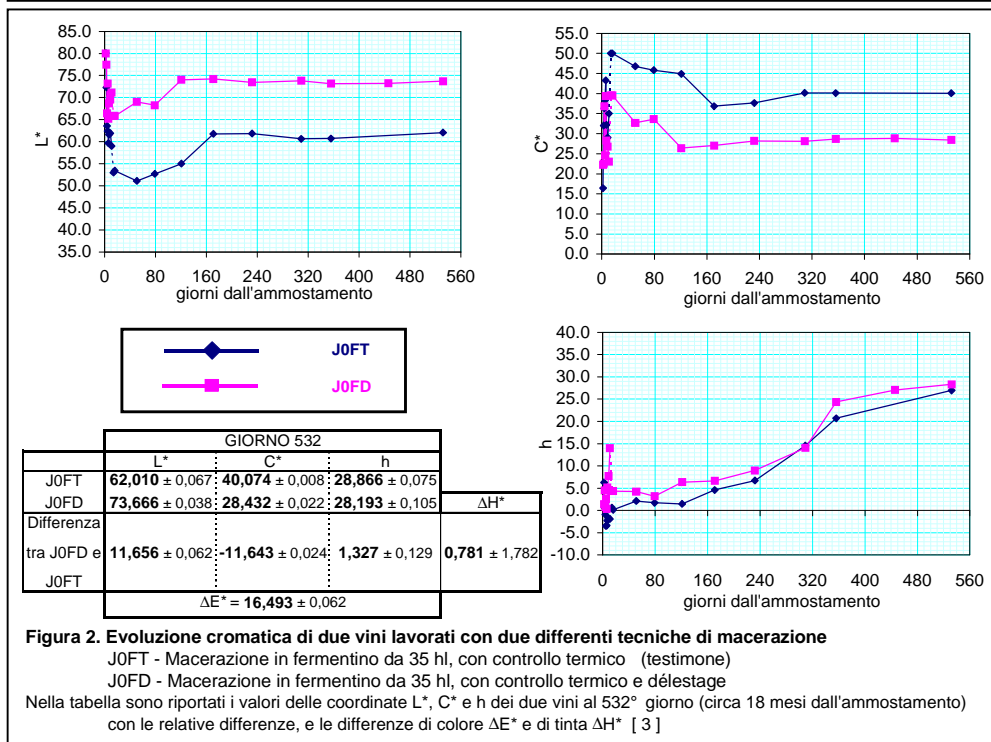 85.0
80.0
75.0
70.0
65.0
60.0
55.0
50.0
45.0
40.0
35.0
L*
0 80 160 240 320 400 480 560
giorni dall'ammostamento
55.0
50.0
45.0
40.0
35.0
30.0
25.0
20.0
15.0
10.0
5.0
0.0
C*
0 80 160 240 320 400 480 560
giorni dall'ammostamento
J0FT
J0FD
40.0
35.0
30.0
25.0
20.0
15.0
10.0
5.0
0.0
-5.0
-10.0
h
0 80 160 240 320 400 480 560
giorni dall'ammostamento
GIORNO 532
L* C* h
J0FT 62,010 ± 0,067 40,074 ± 0,008 28,866 ± 0,075
J0FD 73,666 ± 0,038 28,432 ± 0,022 28,193 ± 0,105 ΔH*
Differenza
tra J0FD e 11,656 ± 0,062 -11,643 ± 0,024 1,327 ± 0,129 0,781 ± 1,782
J0FT
ΔE* = 16,493 ± 0,062
Figura 2. Evoluzione cromatica di due vini lavorati con due differenti tecniche di macerazione
J0FT - Macerazione in fermentino da 35 hl, con controllo termico (testimone)
J0FD - Macerazione in fermentino da 35 hl, con controllo termico e délestage
Nella tabella sono riportati i valori delle coordinate L*, C* e h dei due vini al 532° giorno (circa 18 mesi dall'ammostamento)
con le relative differenze, e le differenze di colore ΔE* e di tinta ΔH* [ 3 ]